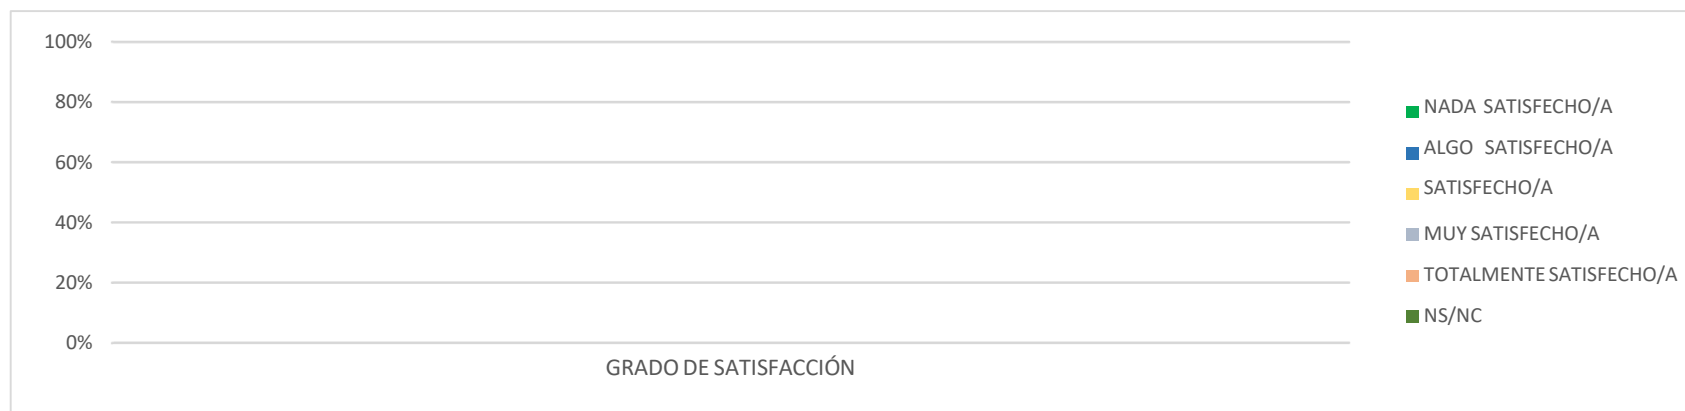 100%
80%
60%
40%
20%
0%
GRADO DE SATISFACCIÓN
NADA SATISFECHO/A
ALGO SATISFECHO/A
SATISFECHO/A
MUY SATISFECHO/A
TOTALMENTE SATISFECHO/A
NS/NC